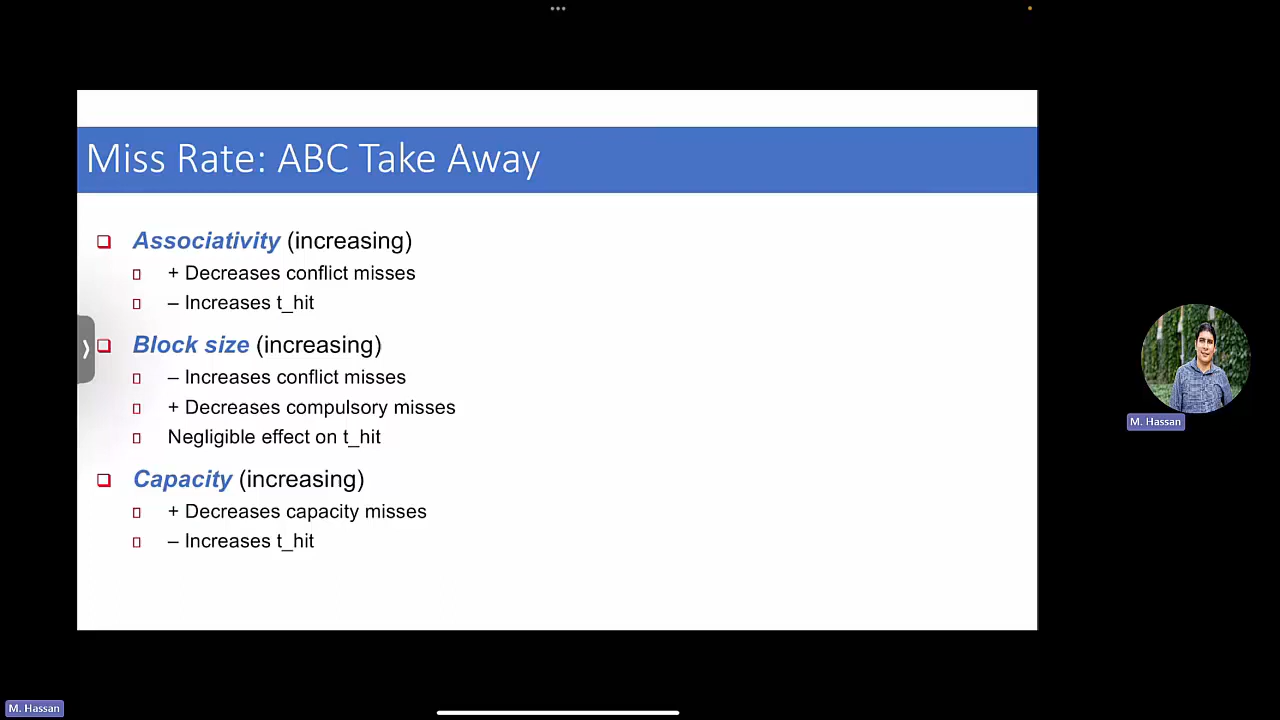 Miss Rate: ABC Take Away
Associativity (increasing)
+ Decreases conflict misses
– Increases t_hit
Block size (increasing)
– Increases conflict misses
+ Decreases compulsory misses
Negligible effect on t_hit
Capacity (increasing)
+ Decreases capacity misses
– Increases t_hit
M. Hassan
M. Hassan